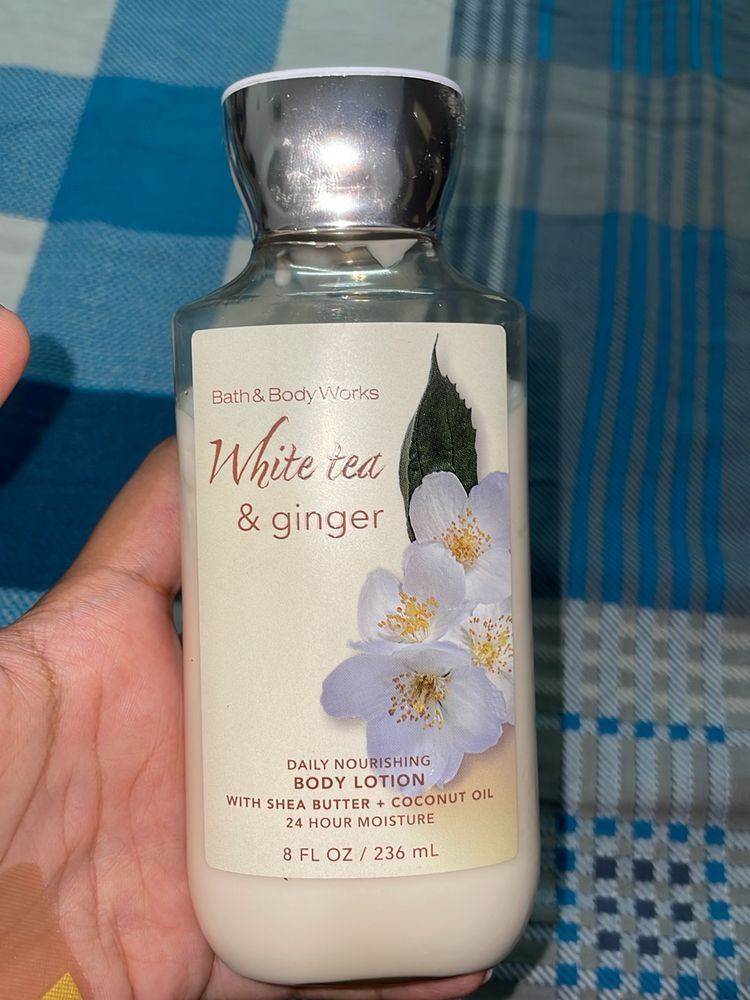 Bath & Body Works
White tea
& ginger
DAILY NOURISHING
BODY LOTION
WITH SHEA BUTTER + COCONUT OIL
24 HOUR MOISTURE
8 FL OZ / 236 mL